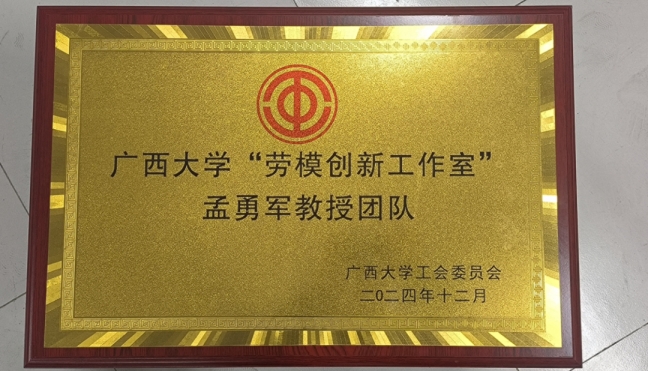 广西大学“劳模创新工作室”
孟勇军教授团队
广西大学工会委员会
二0二四年十二月